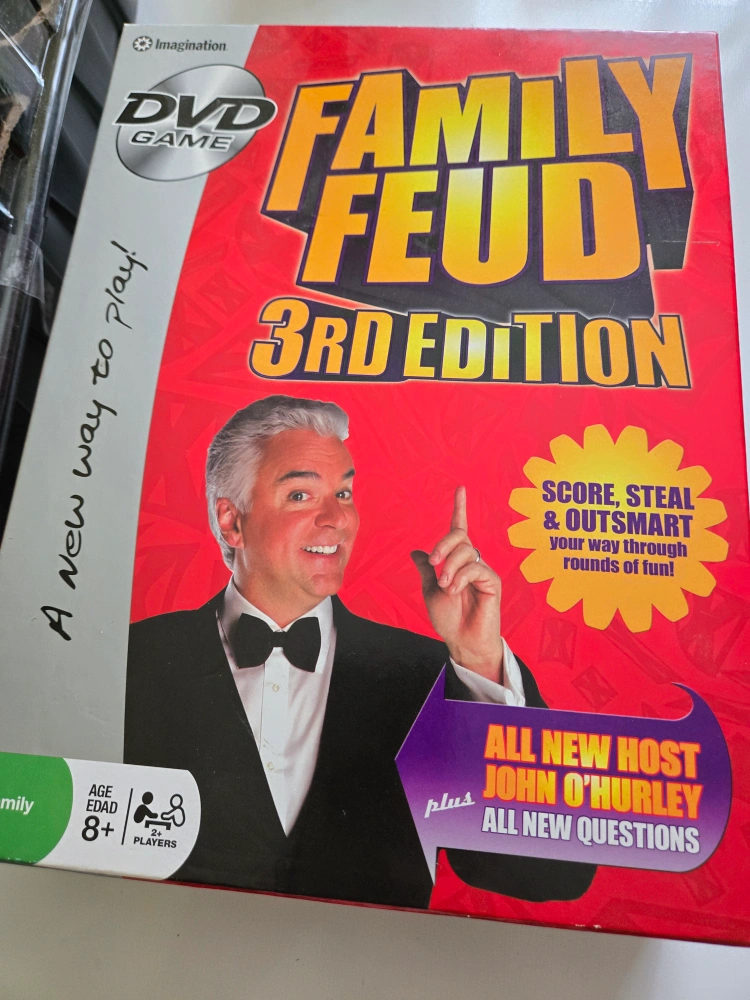 Imagination
DVD
GAME
FAMILY
FEUD
3RD EDITION
A New way to play!
SCORE, STEAL
& OUTSMART
your way through
rounds of fun!
ALL NEW HOST
JOHN O'HURLEY
plus
ALL NEW QUESTIONS
mily
AGE
EDAD
8+
2+
PLAYERS